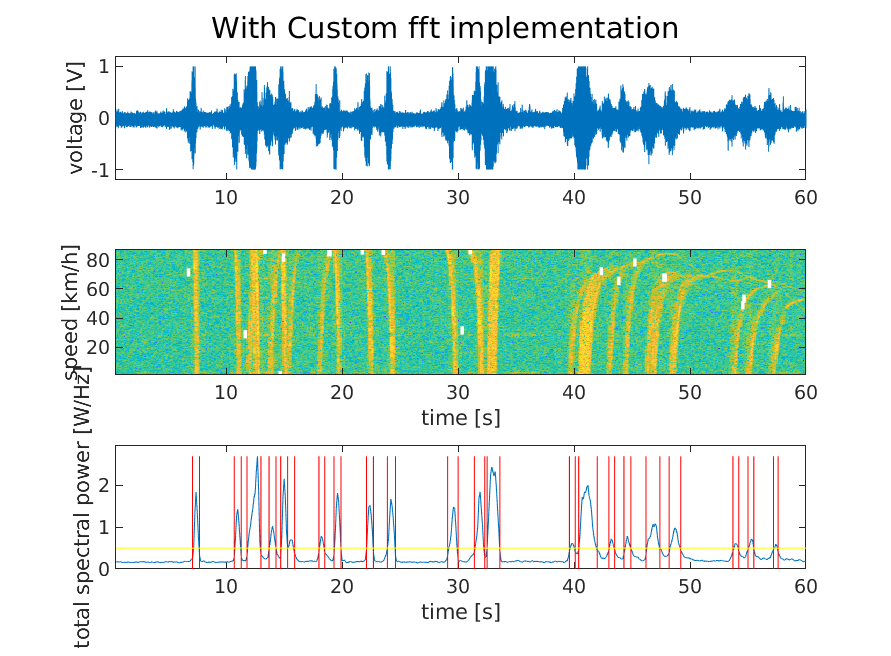 With Custom fft implementation
voltage [V]
1
0
-1
10 20 30 40 50 60
speed [km/h]
80
60
40
20
10 20 30 40 50 60
time [s]
total spectral power [W/Hz]
2
1
0
10 20 30 40 50 60
time [s]